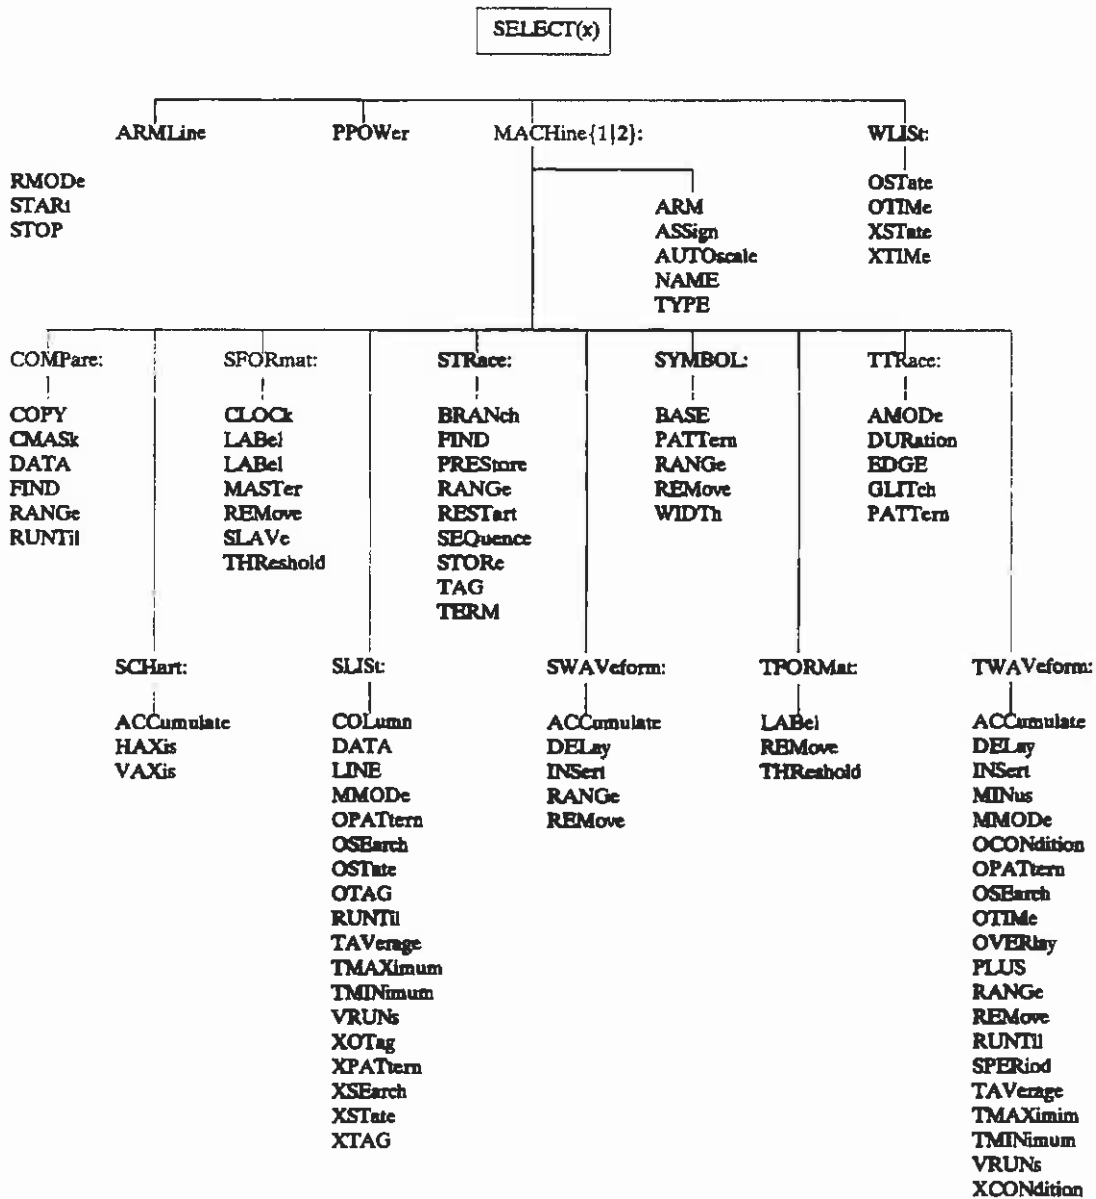 SELECT(x)
ARMLine
PPOWer
MACHine{1|2}:
WLISt:
RMODe
STARt
STOP
ARM
ASSign
AUTOscale
NAME
TYPE
OSTate
OTIMe
XSTate
XTIMe
COMPare:
COPY
CMASk
DATA
FIND
RANGe
RUNTil
SFORmat:
CLOCk
LABel
LABel
MASTer
REMove
SLAVe
THReshold
STRace:
BRANch
FIND
PREStore
RANGe
RESTart
SEQuence
STORe
TAG
TERM
SYMBOL:
BASE
PATTern
RANGe
REMove
WIDTh
TTRace:
AMODe
DURation
EDGE
GLITch
PATTern
SCHart:
ACCumulate
HAXis
VAXis
SLISt:
COLumn
DATA
LINE
MMODe
OPATtern
OSEarch
OSTate
OTAG
RUNTil
TAVerage
TMAXimum
TMINimum
VRUNs
XOTag
XPATtern
XSEarch
XSTate
XTAG
SWAVeform:
ACCumulate
DELay
INSert
RANGe
REMove
TFORMat:
LABel
REMove
THReshold
TWAVeform:
ACCumulate
DELay
INSert
MINus
MMODe
OCONdition
OPATtern
OSEarch
OTIMe
OVERlay
PLUS
RANGe
REMove
RUNTil
SPERiod
TAVerage
TMAXimim
TMINimum
VRUNs
XCONdition